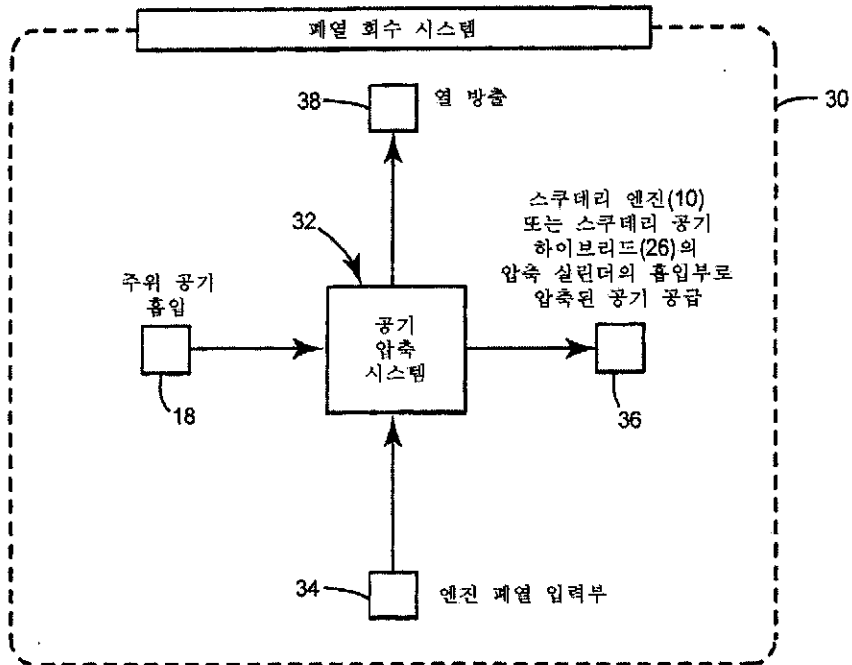 폐열 회수 시스템
38
열 방출
30
스쿠데리 엔진(10)
또는 스쿠데리 공기
하이브리드(26)의
압축 실린더의 흡입부로
압축된 공기 공급
32
주위 공기
흡입
공기
압축
시스템
18
36
34
엔진 폐열 입력부